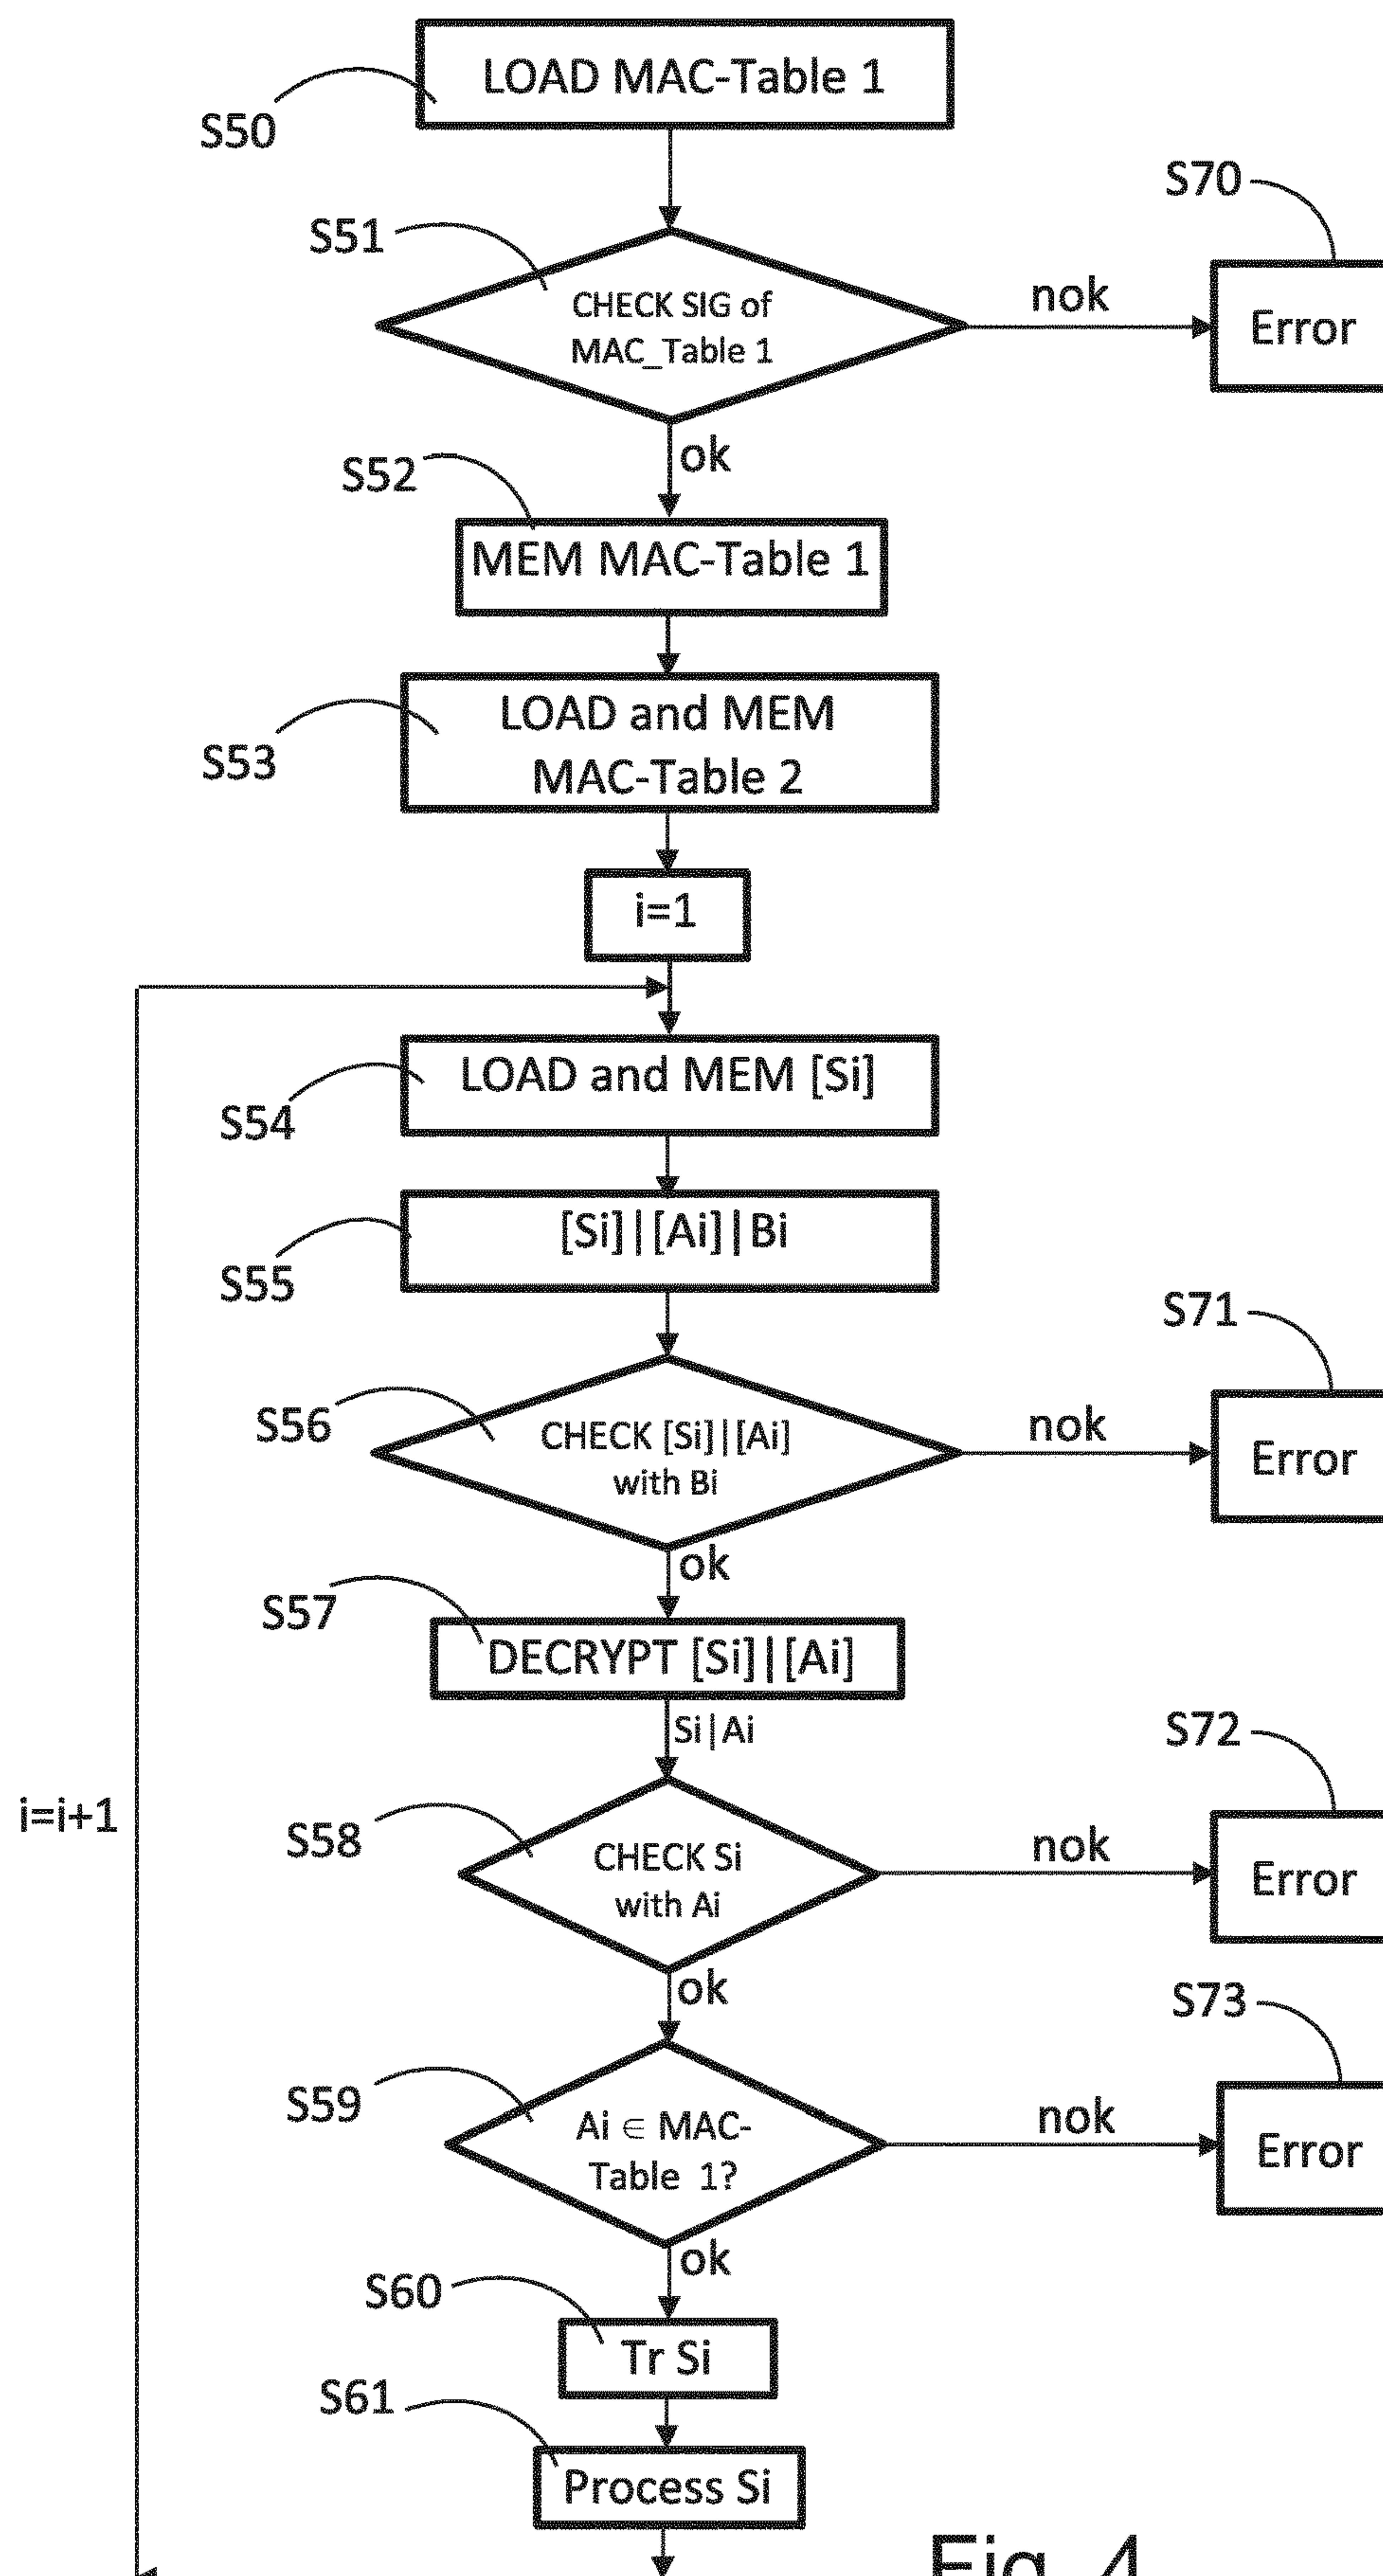 LOAD MAC-Table 1
S50
S70
S51
CHECK SIG of
MAC_Table 1
nok
Error
ok
S52
MEM MAC-Table 1
LOAD and MEM
MAC-Table 2
S53
i=1
LOAD and MEM [Si]
S54
[Si]|[Ai]|Bi
S55
S71
S56
CHECK [Si]|[Ai]
with Bi
nok
Error
ok
S57
DECRYPT [Si]|[Ai]
Si|Ai
S72
i=i+1
S58
CHECK Si
with Ai
nok
Error
ok
S73
S59
Ai ∈ MAC-
Table 1?
nok
Error
ok
S60
Tr Si
S61
Process Si
Fig. 4